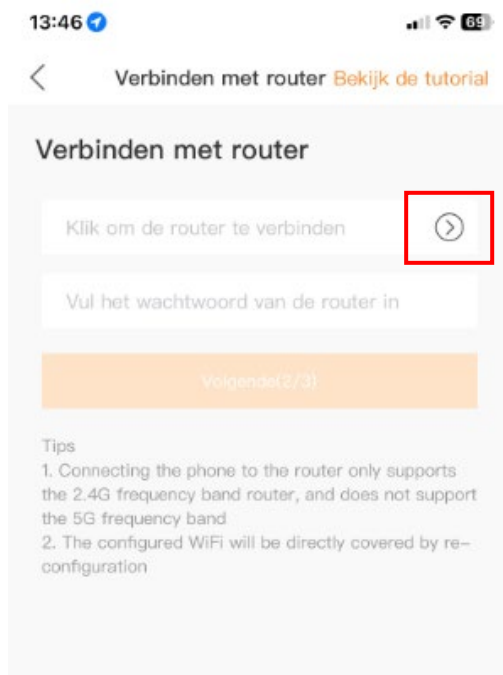 13:46
69
Verbinden met router Bekijk de tutorial
Verbinden met router
Klik om de router te verbinden
Vul het wachtwoord van de router in
Volgende(2/3)
Tips
1. Connecting the phone to the router only supports
the 2.4G frequency band router, and does not support
the 5G frequency band
2. The configured WiFi will be directly covered by re-
configuration